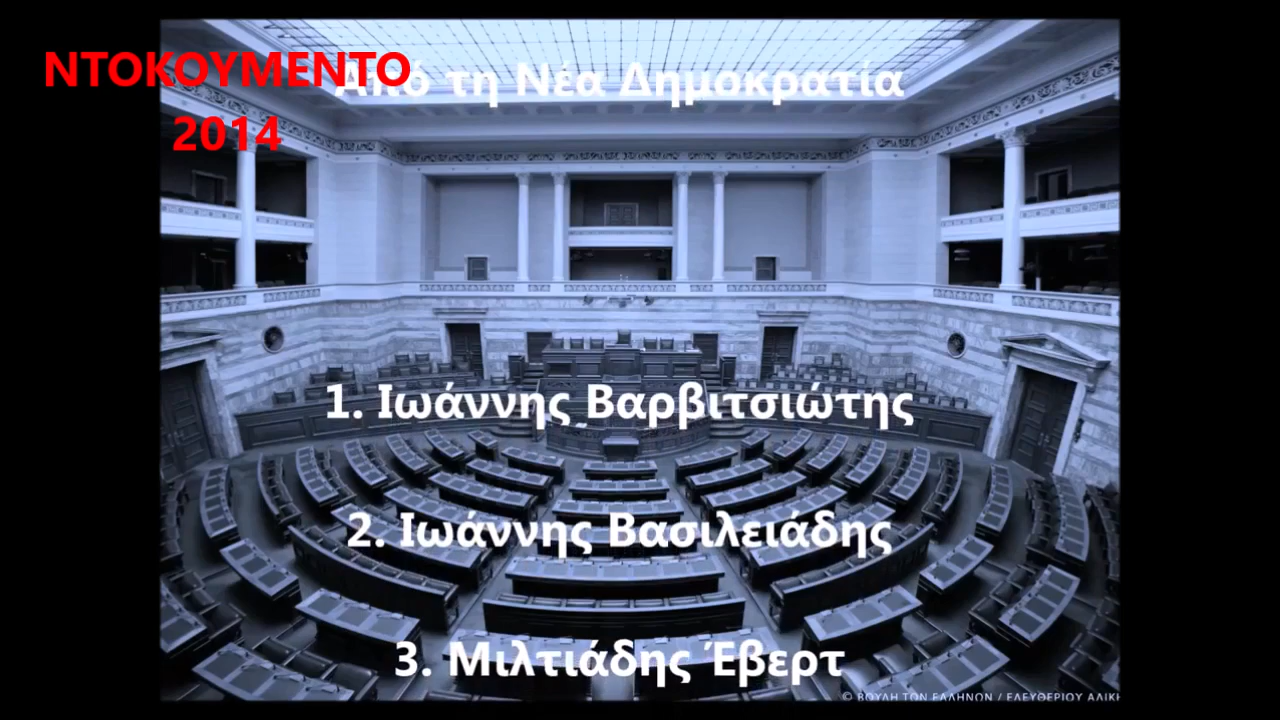 ΝΤΟΚΟΥΜΕΝΤΟ
2014
Από τη Νέα Δημοκρατία
1. Ιωάννης Βαρβιτσιώτης
2. Ιωάννης Βασιλειάδης
3. Μιλτιάδης Έβερτ
© ΒΟΥΛΗ ΤΩΝ ΕΛΛΗΝΩΝ / ΕΛΕΥΘΕΡΙΟΥ ΑΛΙΚΗ